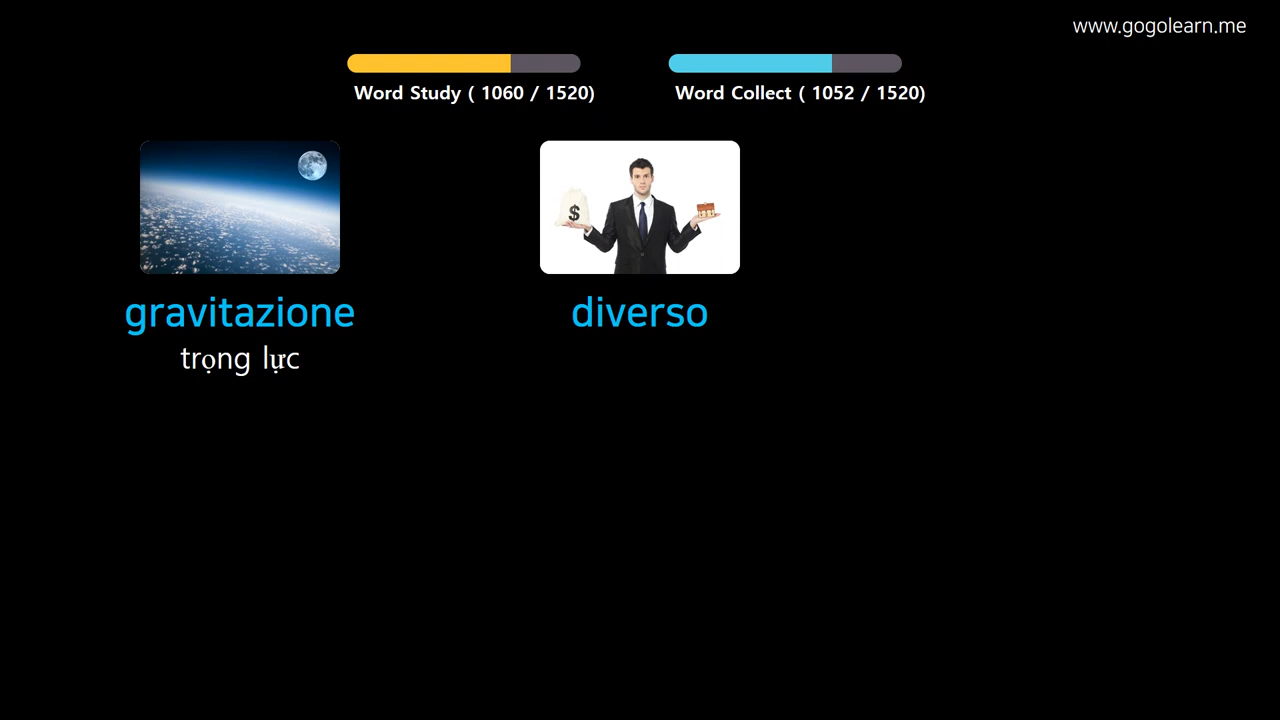 www.gogolearn.me
Word Study ( 1060 / 1520)
Word Collect ( 1052 / 1520)
$
gravitazione
trọng lực
diverso